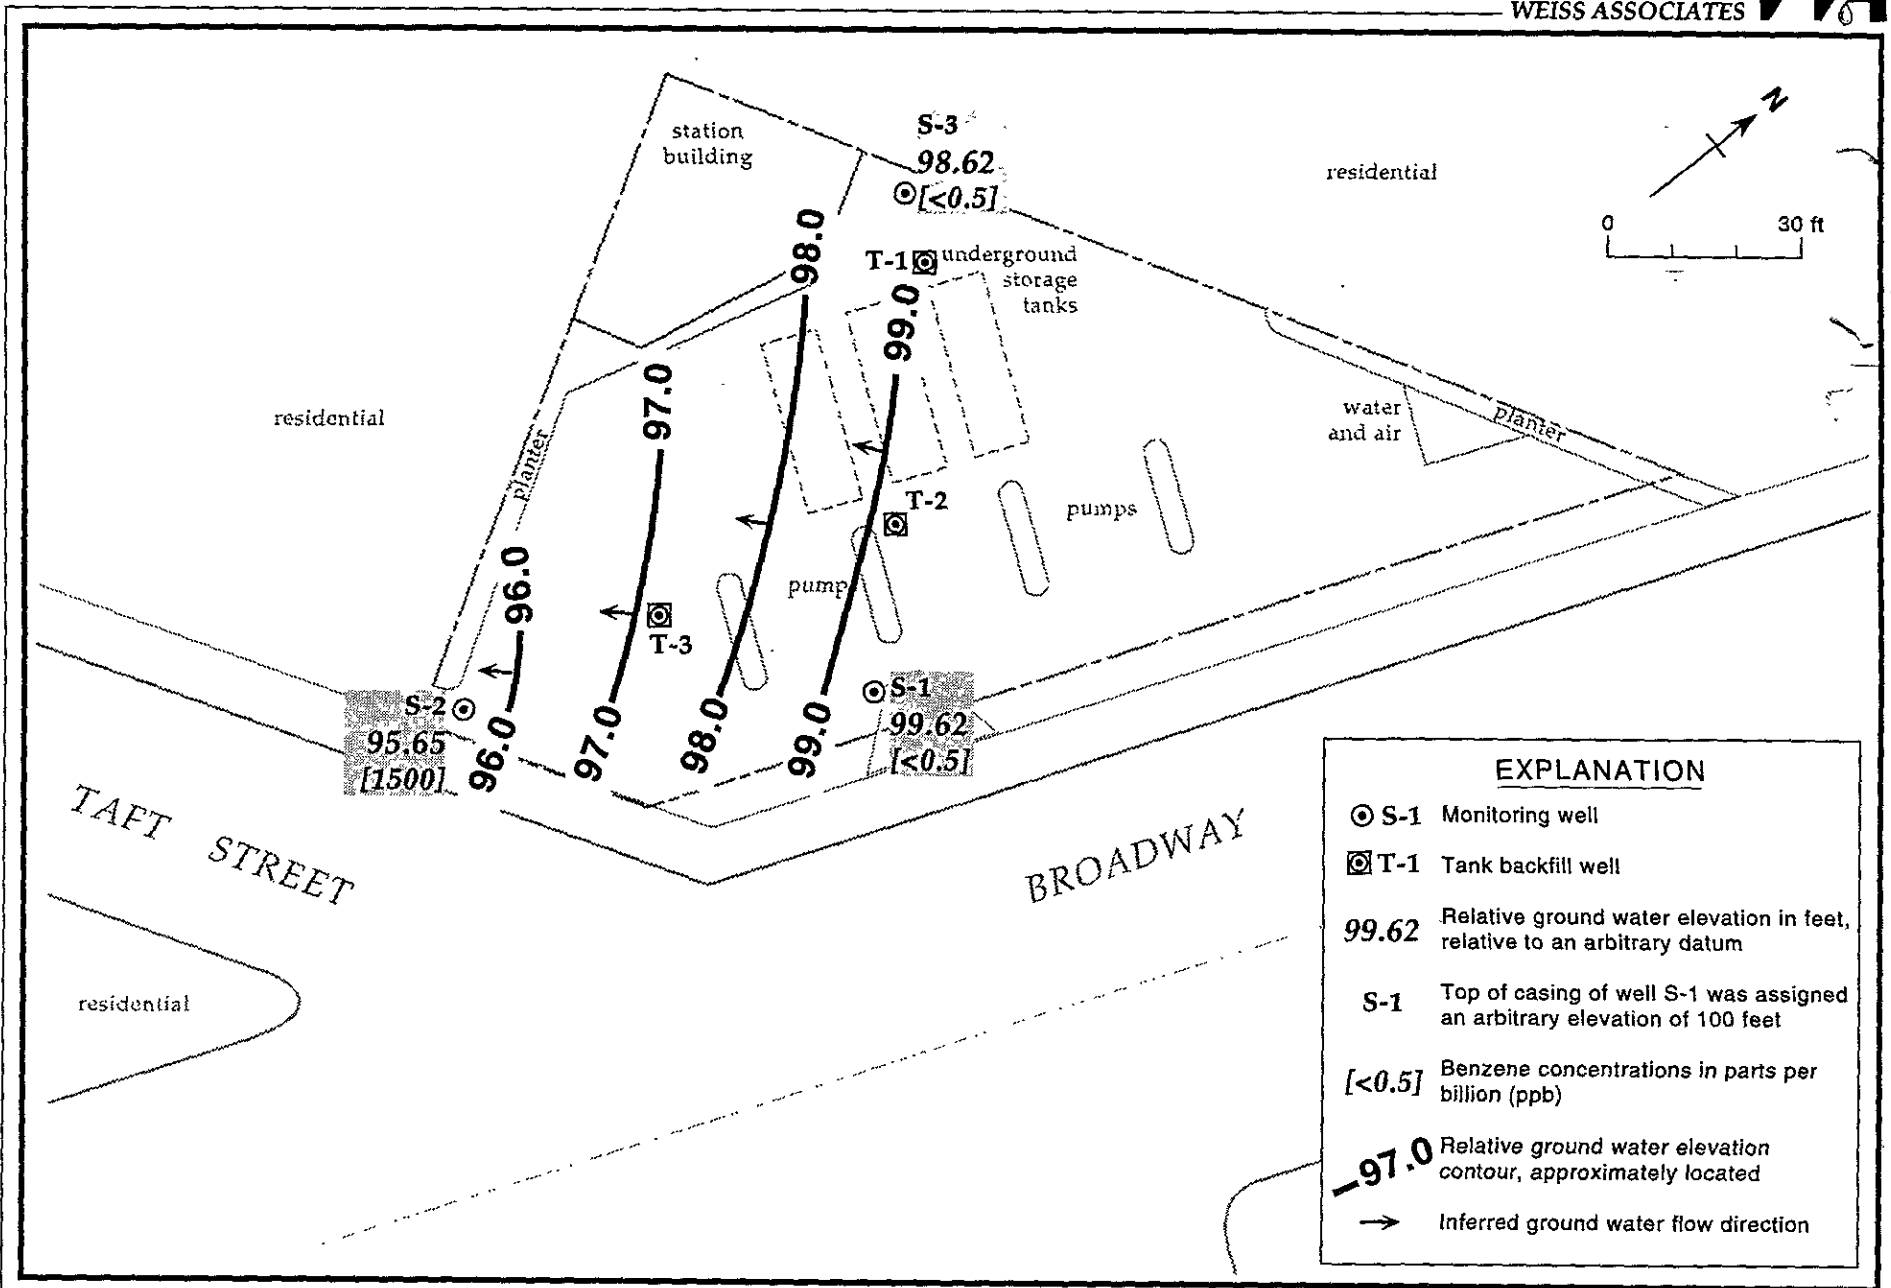 WEISS ASSOCIATES
station
building
S-3
98.62
[<0.5]
residential
N
0 30 ft
T-1
underground
storage
tanks
98.0
99.0
97.0
96.0
residential
planter
water
and air
planter
T-2
pumps
pump
T-3
S-2
95.65
[1500]
96.0
97.0
98.0
99.0
S-1
99.62
[<0.5]
TAFT STREET
BROADWAY
residential
EXPLANATION
S-1 Monitoring well
T-1 Tank backfill well
99.62 Relative ground water elevation in feet,
relative to an arbitrary datum
S-1 Top of casing of well S-1 was assigned
an arbitrary elevation of 100 feet
[<0.5] Benzene concentrations in parts per
billion (ppb)
97.0 Relative ground water elevation
contour, approximately located
Inferred ground water flow direction